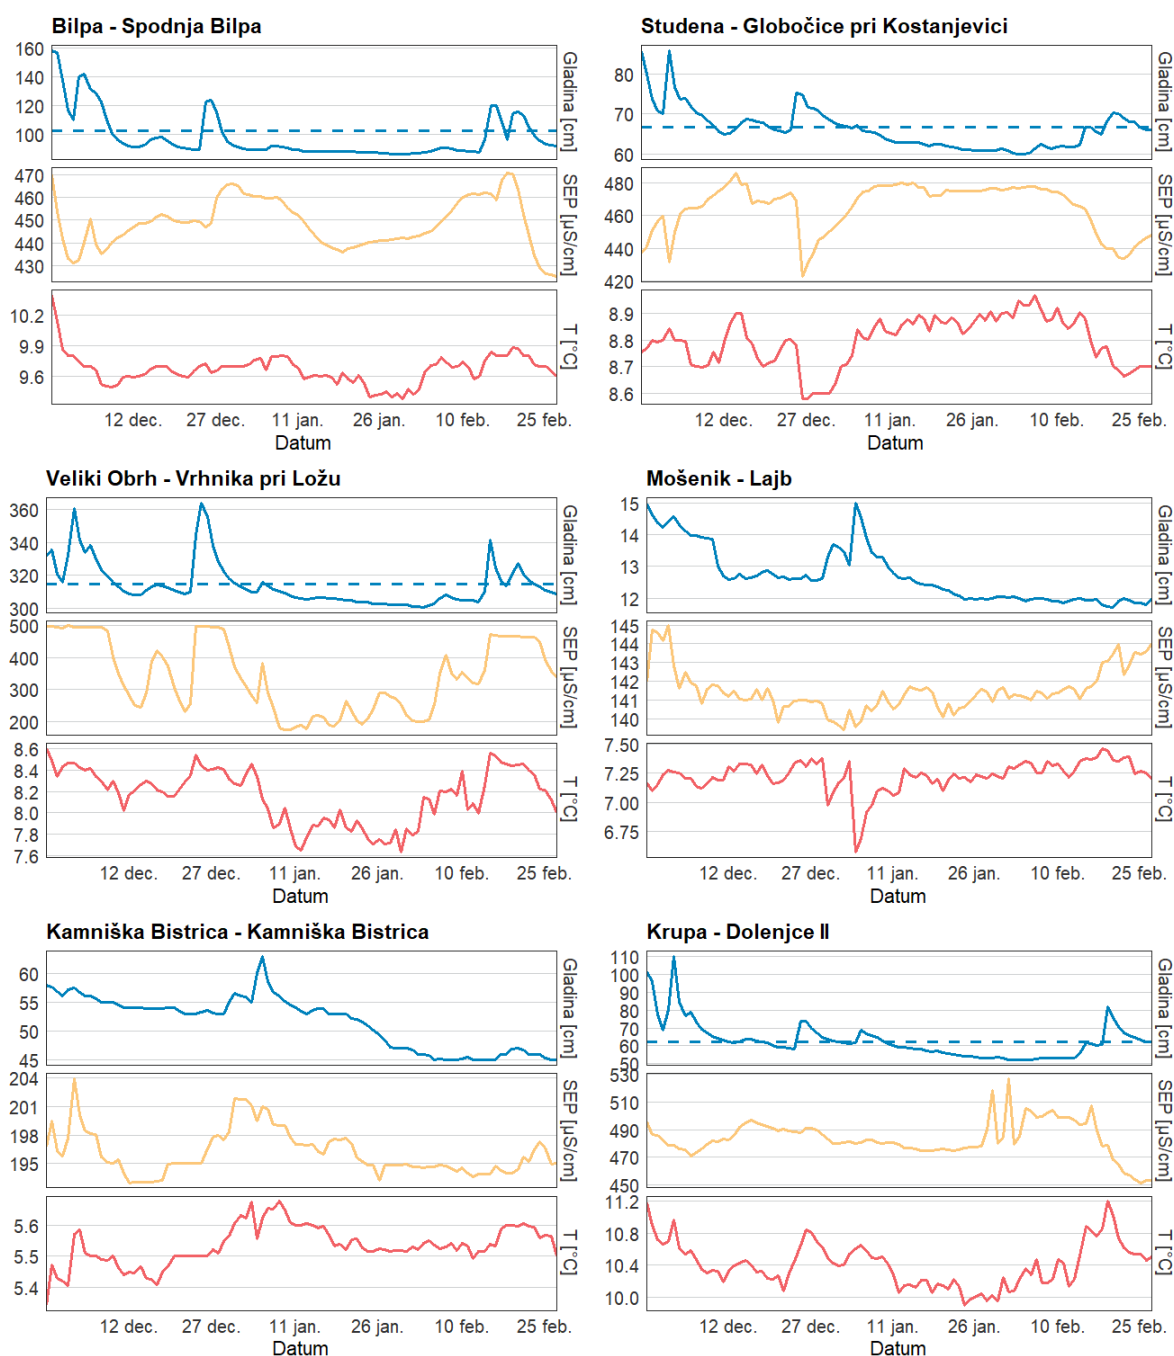 Bilpa - Spodnja Bilpa
160
140
120
100
Gladina [cm]
470
460
450
440
430
SEP [µS/cm]
10.2
9.9
9.6
T [°C]
12 dec. 27 dec. 11 jan. 26 jan. 10 feb. 25 feb.
Datum
Studena - Globočice pri Kostanjevici
80
70
60
Gladina [cm]
480
460
440
420
SEP [µS/cm]
8.9
8.8
8.7
8.6
T [°C]
12 dec. 27 dec. 11 jan. 26 jan. 10 feb. 25 feb.
Datum
Veliki Obrh - Vrhnika pri Ložu
360
340
320
300
Gladina [cm]
500
400
300
200
SEP [µS/cm]
8.6
8.4
8.2
8.0
7.8
7.6
T [°C]
12 dec. 27 dec. 11 jan. 26 jan. 10 feb. 25 feb.
Datum
Mošenik - Lajb
15
14
13
12
Gladina [cm]
145
144
143
142
141
140
SEP [µS/cm]
7.50
7.25
7.00
6.75
T [°C]
12 dec. 27 dec. 11 jan. 26 jan. 10 feb. 25 feb.
Datum
Kamniška Bistrica - Kamniška Bistrica
60
55
50
45
Gladina [cm]
204
201
198
195
SEP [µS/cm]
5.6
5.5
5.4
T [°C]
12 dec. 27 dec. 11 jan. 26 jan. 10 feb. 25 feb.
Datum
Krupa - Dolenjce II
110
100
90
80
70
60
50
Gladina [cm]
530
510
490
470
450
SEP [µS/cm]
11.2
10.8
10.4
10.0
T [°C]
12 dec. 27 dec. 11 jan. 26 jan. 10 feb. 25 feb.
Datum